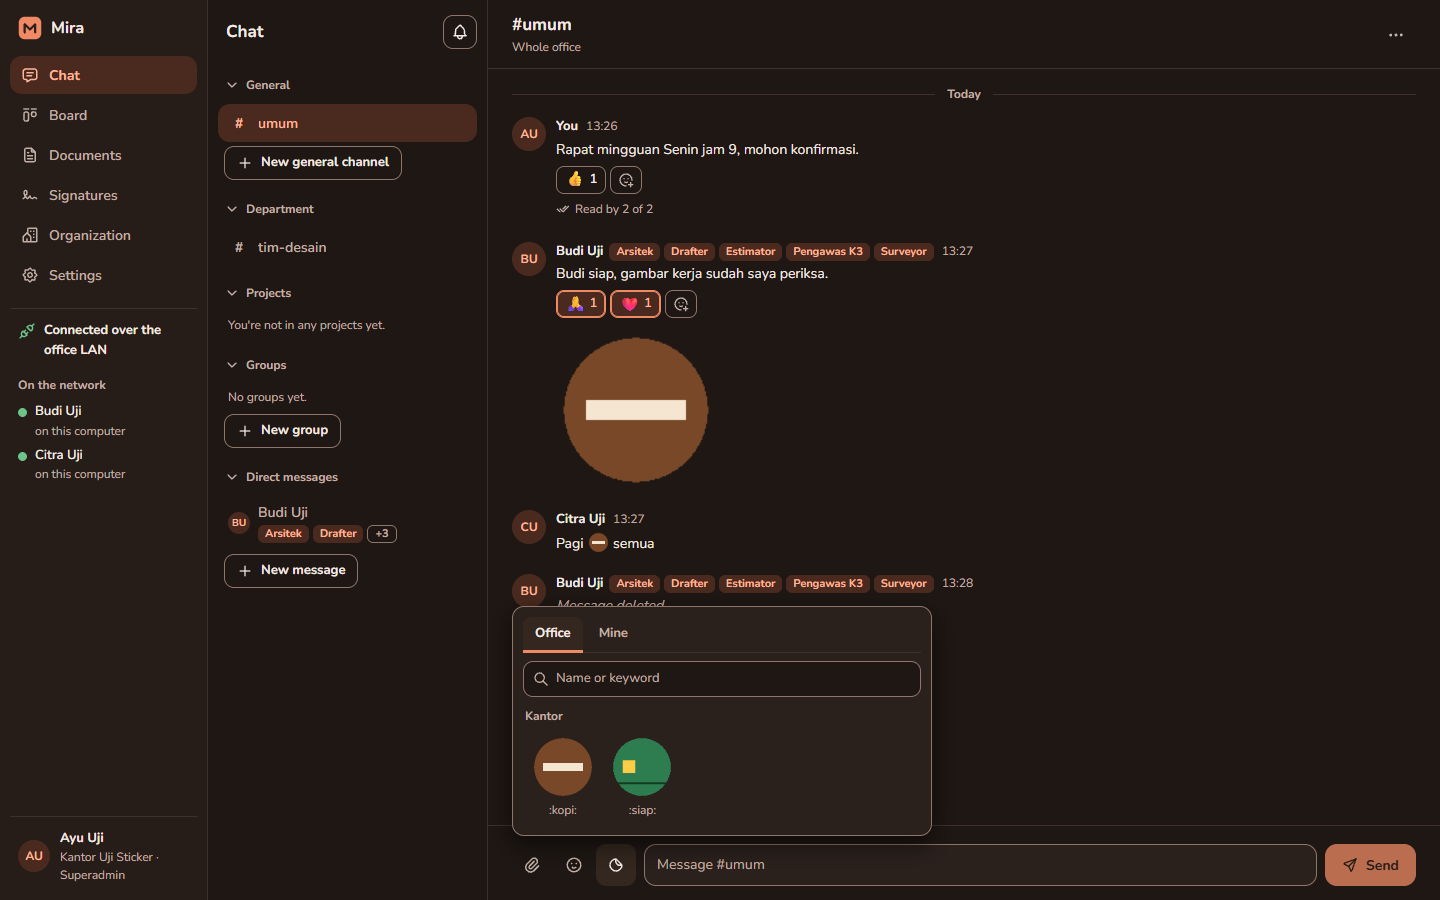 Mira
Chat
Board
Documents
Signatures
Organization
Settings
Connected over the
office LAN
On the network
Budi Uji
on this computer
Citra Uji
on this computer
AU
Ayu Uji
Kantor Uji Sticker ·
Superadmin
Chat
General
# umum
New general channel
Department
# tim-desain
Projects
You're not in any projects yet.
Groups
No groups yet.
New group
Direct messages
BU
Budi Uji
Arsitek Drafter +3
New message
#umum
Whole office
Today
AU
You 13:26
Rapat mingguan Senin jam 9, mohon konfirmasi.
👍 1
Read by 2 of 2
BU
Budi Uji Arsitek Drafter Estimator Pengawas K3 Surveyor 13:27
Budi siap, gambar kerja sudah saya periksa.
🙏 1 ❤️ 1
CU
Citra Uji 13:27
Pagi semua
BU
Budi Uji Arsitek Drafter Estimator Pengawas K3 Surveyor 13:28
Message deleted
Office Mine
Name or keyword
Kantor
:kopi: :siap:
Message #umum
Send